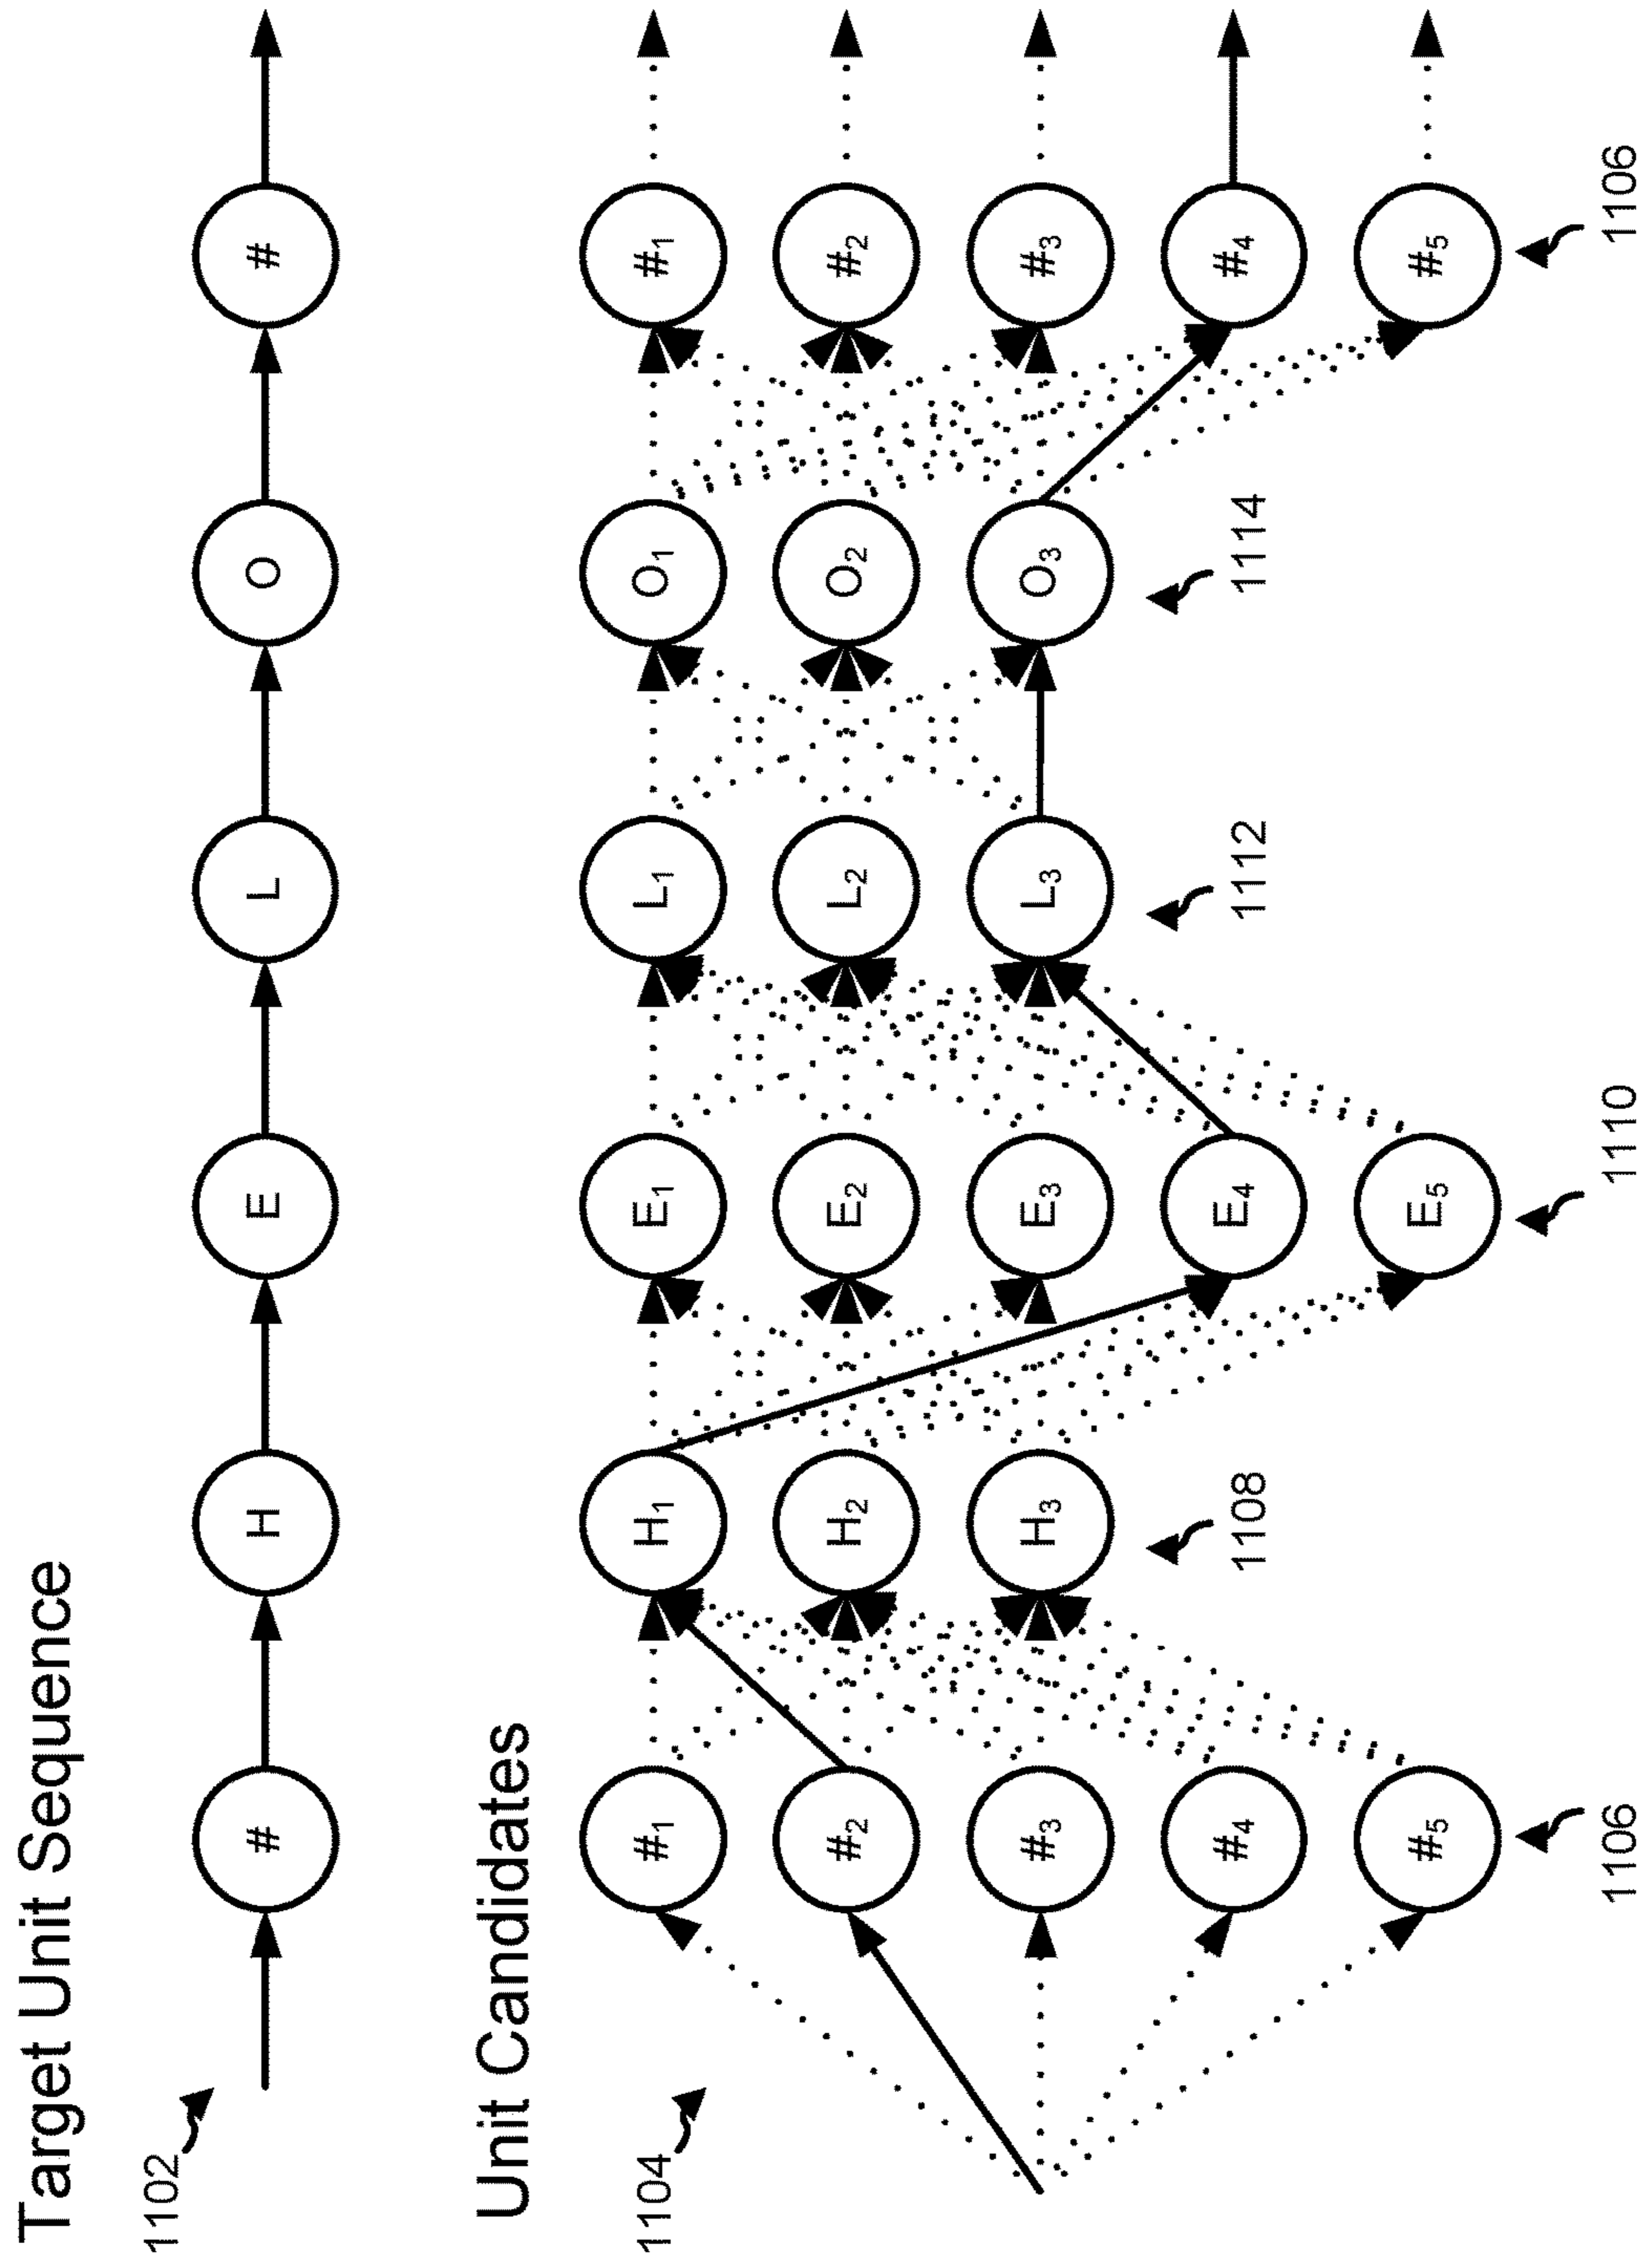 Target Unit Sequence
1102
# H E L O #
Unit Candidates
1104
#1 H1 E1 L1 O1 #1
#2 H2 E2 L2 O2 #2
#3 H3 E3 L3 O3 #3
#4 E4 #4
#5 E5 #5
1108 1112 1114
1106 1110 1106